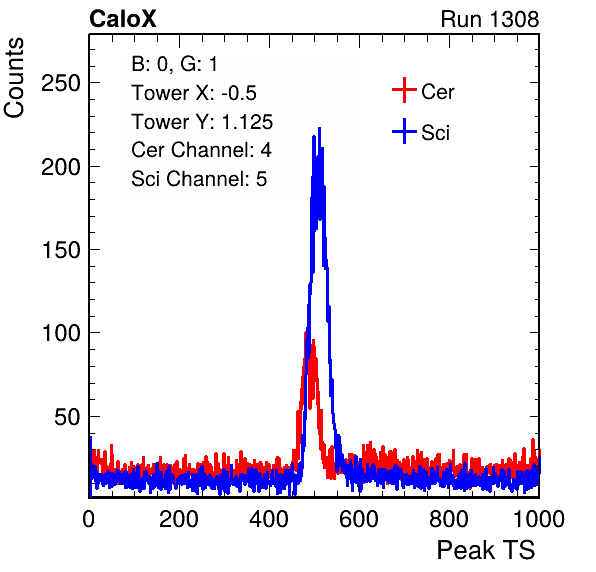 CaloX Run 1308
Counts
B: 0, G: 1
Tower X: -0.5
Tower Y: 1.125
Cer Channel: 4
Sci Channel: 5
Cer
Sci
250
200
150
100
50
0 200 400 600 800 1000
Peak TS